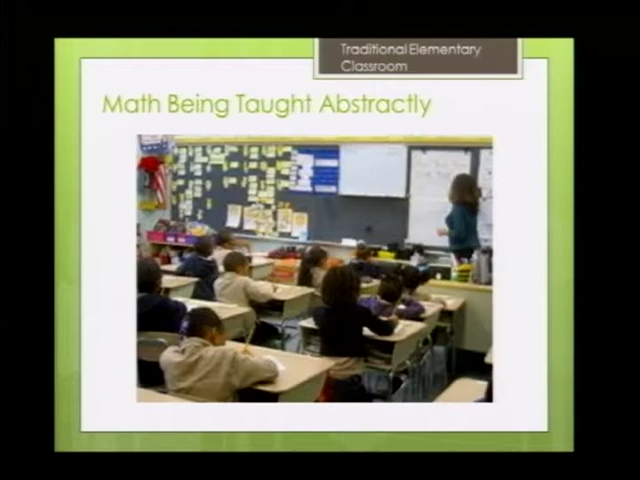 Traditional Elementary
Classroom
Math Being Taught Abstractly